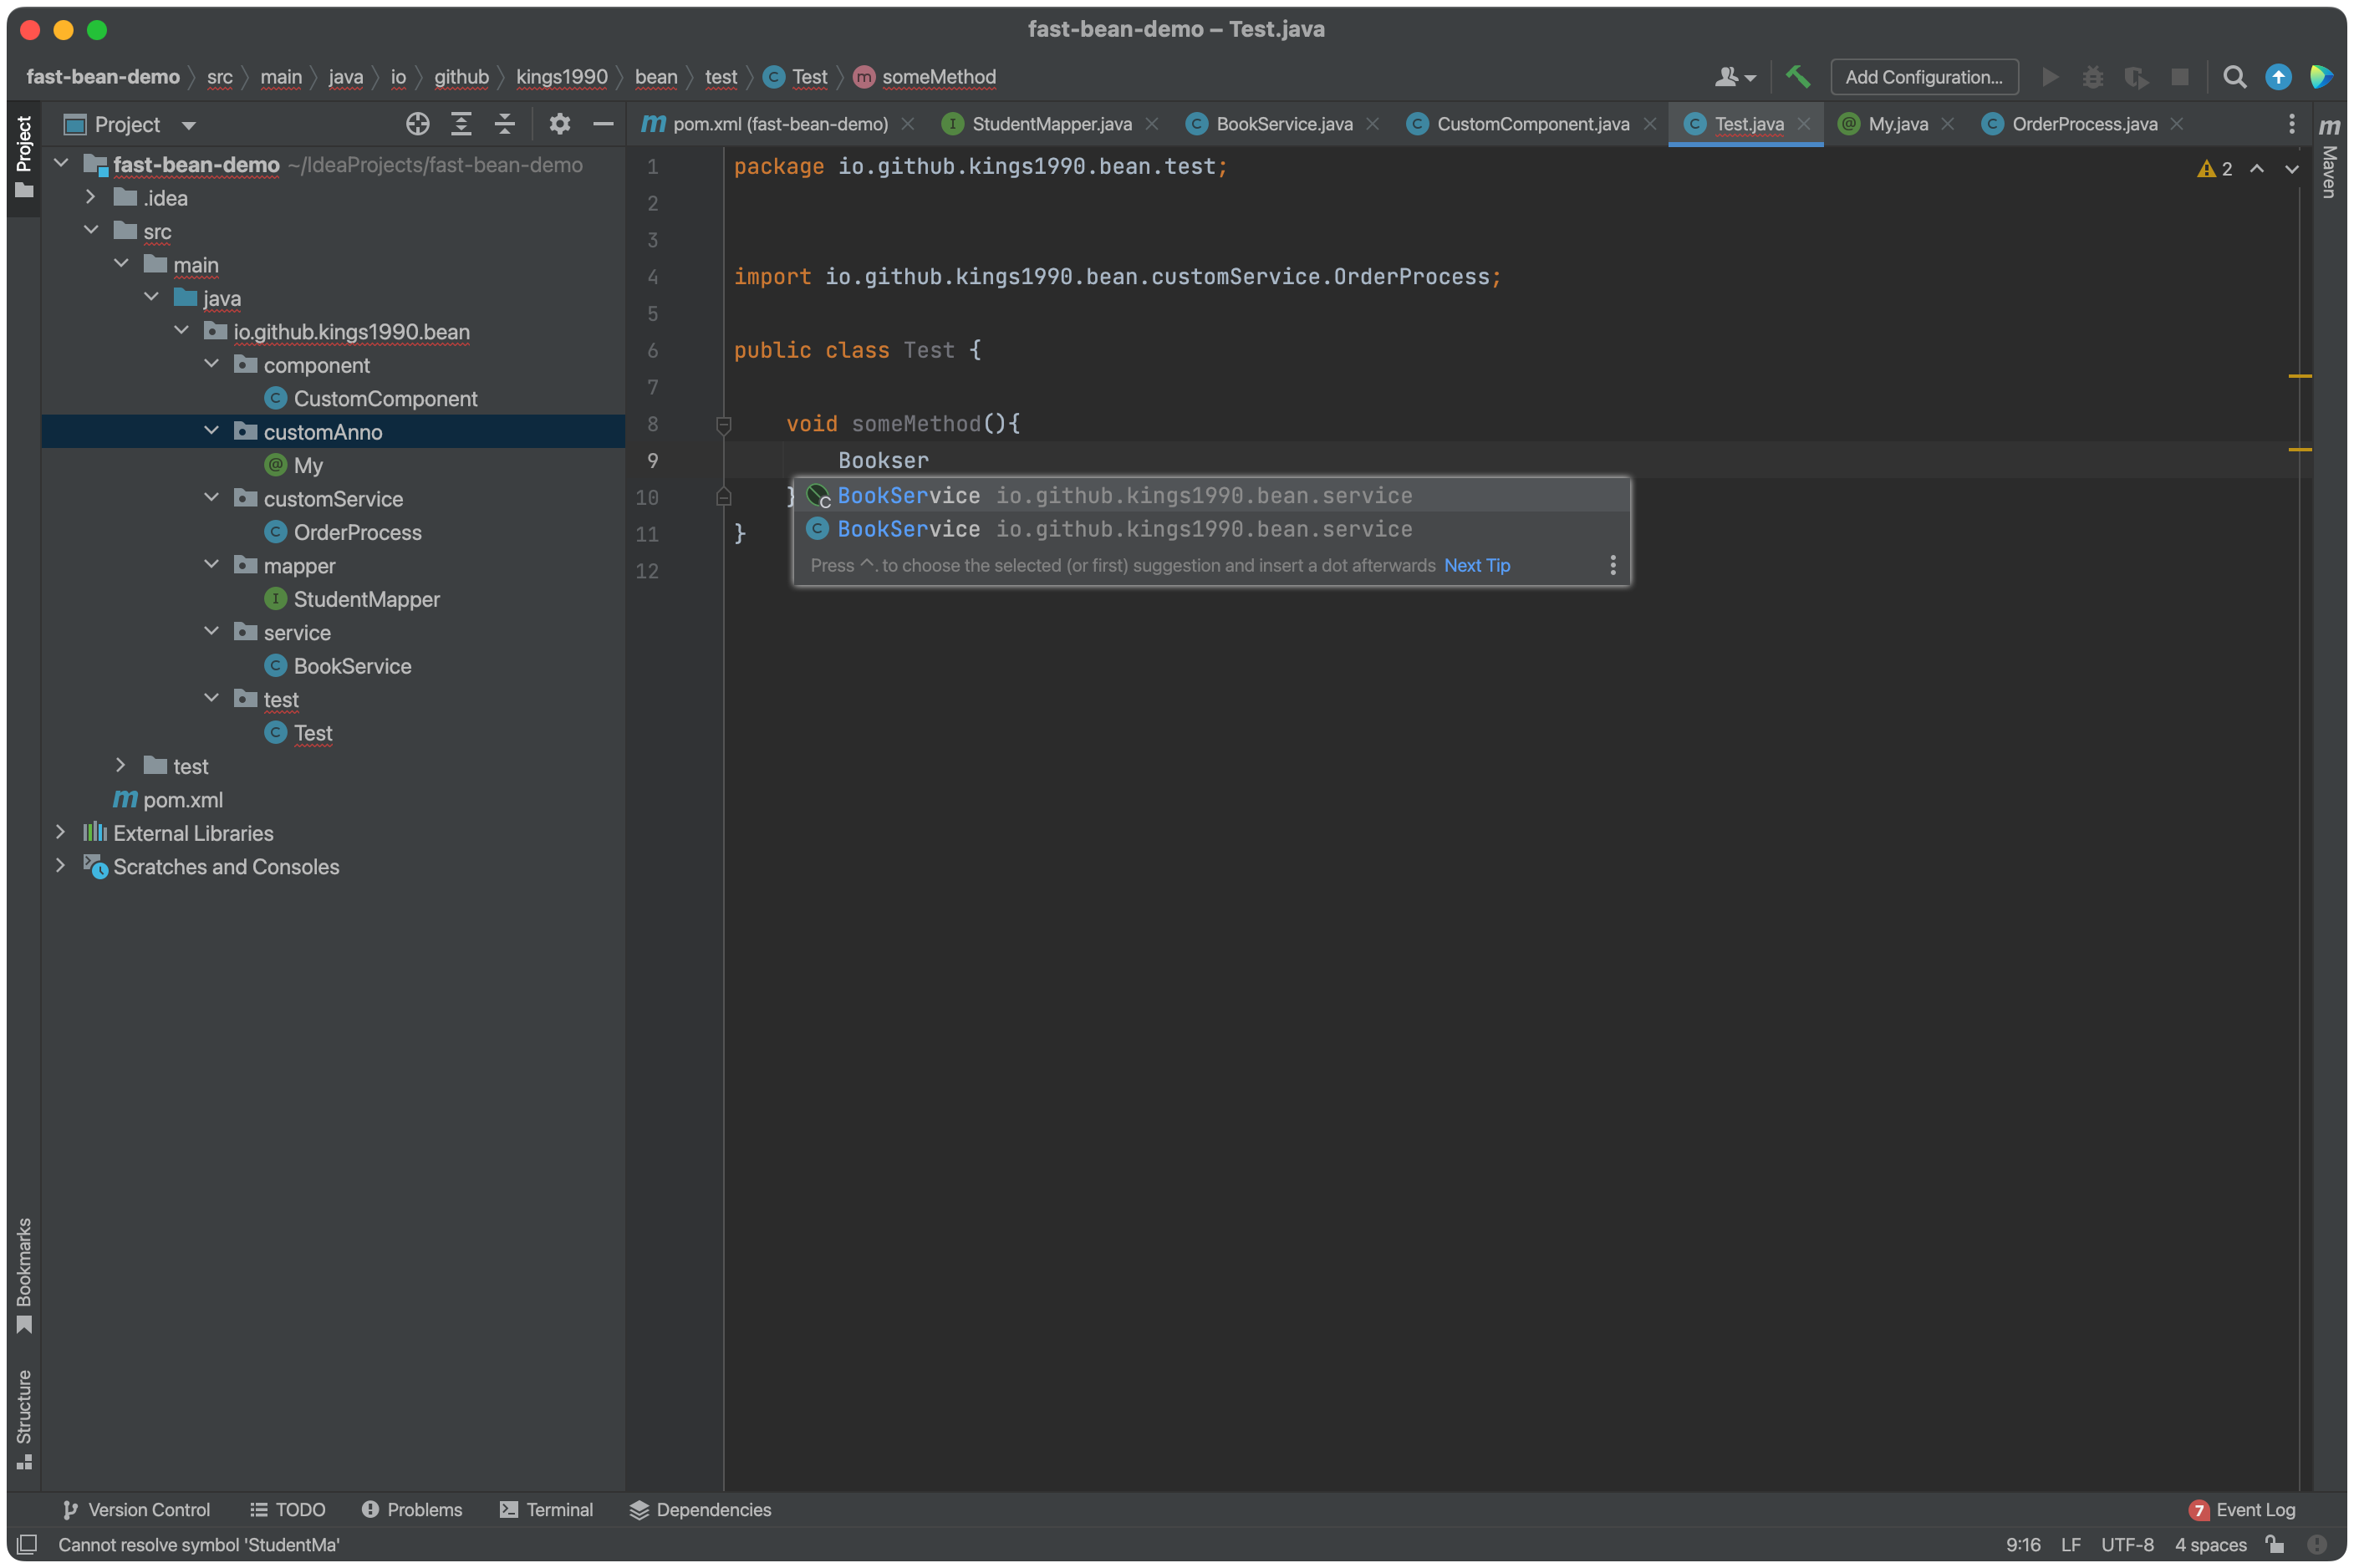 fast-bean-demo – Test.java
fast-bean-demo src main java io github kings1990 bean test Test someMethod
Add Configuration...
Project
Project
pom.xml (fast-bean-demo) StudentMapper.java BookService.java CustomComponent.java Test.java My.java OrderProcess.java
Maven
fast-bean-demo ~/IdeaProjects/fast-bean-demo
.idea
src
main
java
io.github.kings1990.bean
component
CustomComponent
customAnno
My
customService
OrderProcess
mapper
StudentMapper
service
BookService
test
Test
test
pom.xml
External Libraries
Scratches and Consoles
1 package io.github.kings1990.bean.test;
2
3
4 import io.github.kings1990.bean.customService.OrderProcess;
5
6 public class Test {
7
8 void someMethod(){
9 Bookser
10 }
11 }
12
2
BookService io.github.kings1990.bean.service
BookService io.github.kings1990.bean.service
Press ^. to choose the selected (or first) suggestion and insert a dot afterwards Next Tip
Bookmarks
Structure
Version Control TODO Problems Terminal Dependencies
7 Event Log
Cannot resolve symbol 'StudentMa'
9:16 LF UTF-8 4 spaces